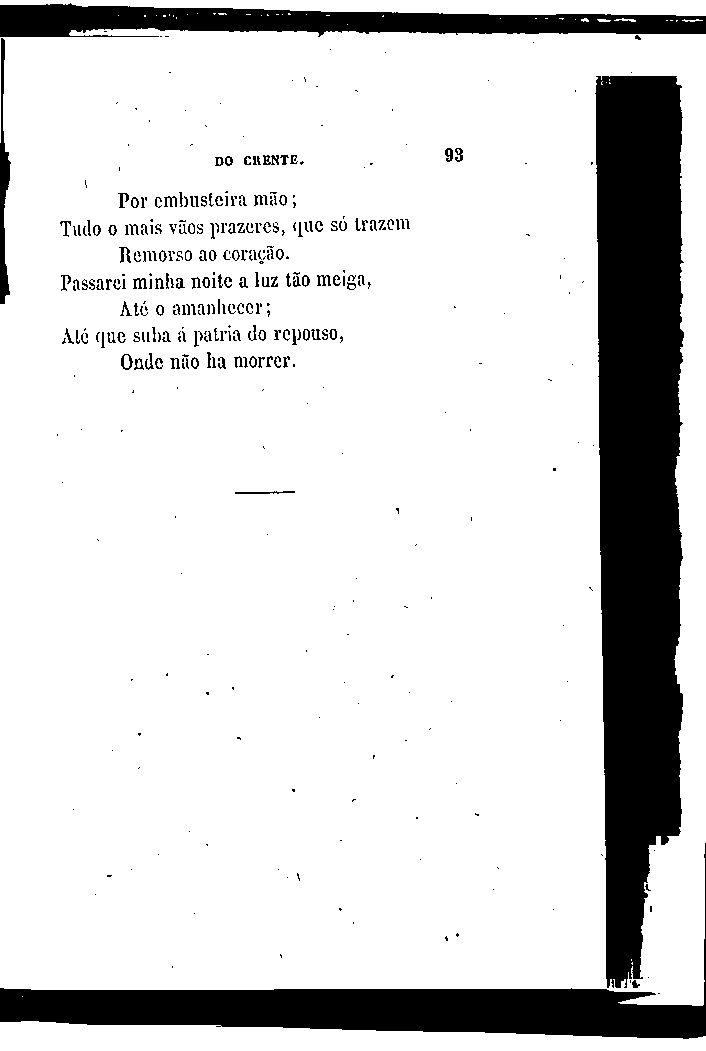 DO CRENTE. 93
Por embusteira mão;
Tudo o mais vãos prazeres, que só trazem
Remorso ao coração.
Passarei minha noite a luz tão meiga,
Até o amanhecer;
Até que suba á patria do repouso,
Onde não ha morrer.